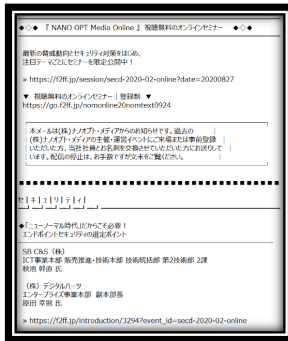 ◆◇◆ 『 NANO OPT Media Online 』 視聴無料のオンラインセミナー ◆◇◆
最新の脅威動向とセキュリティ対策をはじめ、
注目テーマごとにセミナーを限定公開中!
» https://f2ff.jp/session/secd-2020-02-online?date=20200827
▼ 視聴無料のオンラインセミナー|登録制 ▼
https://go.f2ff.jp/nomonline20nomtext0924
│本メールは(株)ナノオプト・メディアからのお知らせです。過去の │
│(株)ナノオプト・メディアの主催・運営イベントにご来場または事前登録 │
│いただいた方、当社社員とお名刺を交換させていただいた方にお送りして │
│います。配信の停止は、お手数ですが文末をご覧ください。 │
■■■■■■■■■■■■■■■■■■■■■■■■■■■■■■■■■■■
セ|キ|ュ|リ|テ|ィ|
◆「ニューノーマル時代」だからこそ必要!
エンドポイントセキュリティの選定ポイント
SB C&S (株)
ICT事業本部 販売推進・技術本部 技術統括部 第2技術部 2課
秋池 幹直 氏
(株) デジタルハーツ
エンタープライズ事業本部 副本部長
原田 幸則 氏
» https://f2ff.jp/introduction/3294?event_id=secd-2020-02-online